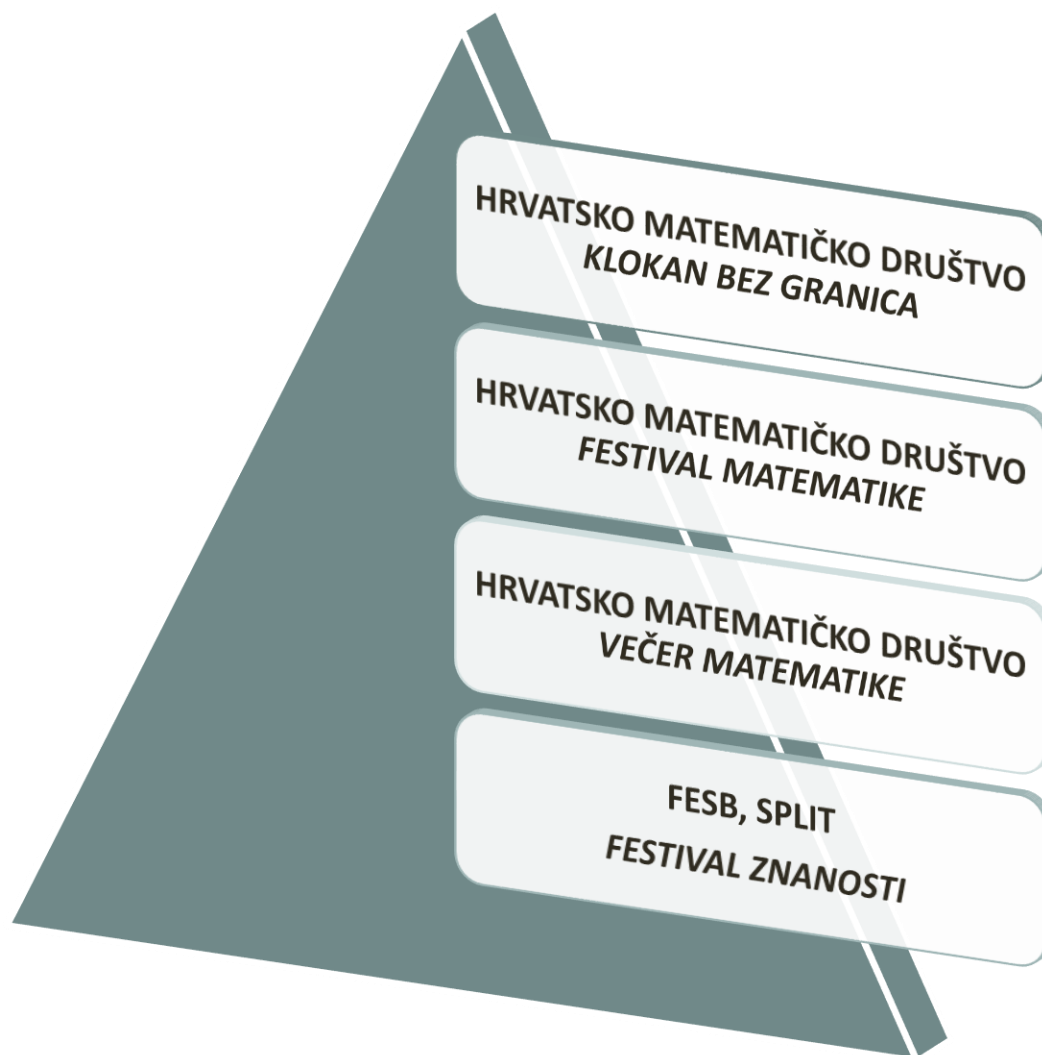 HRVATSKO MATEMATIČKO DRUŠTVO
KLOKAN BEZ GRANICA
HRVATSKO MATEMATIČKO DRUŠTVO
FESTIVAL MATEMATIKE
HRVATSKO MATEMATIČKO DRUŠTVO
VEČER MATEMATIKE
FESB, SPLIT
FESTIVAL ZNANOSTI